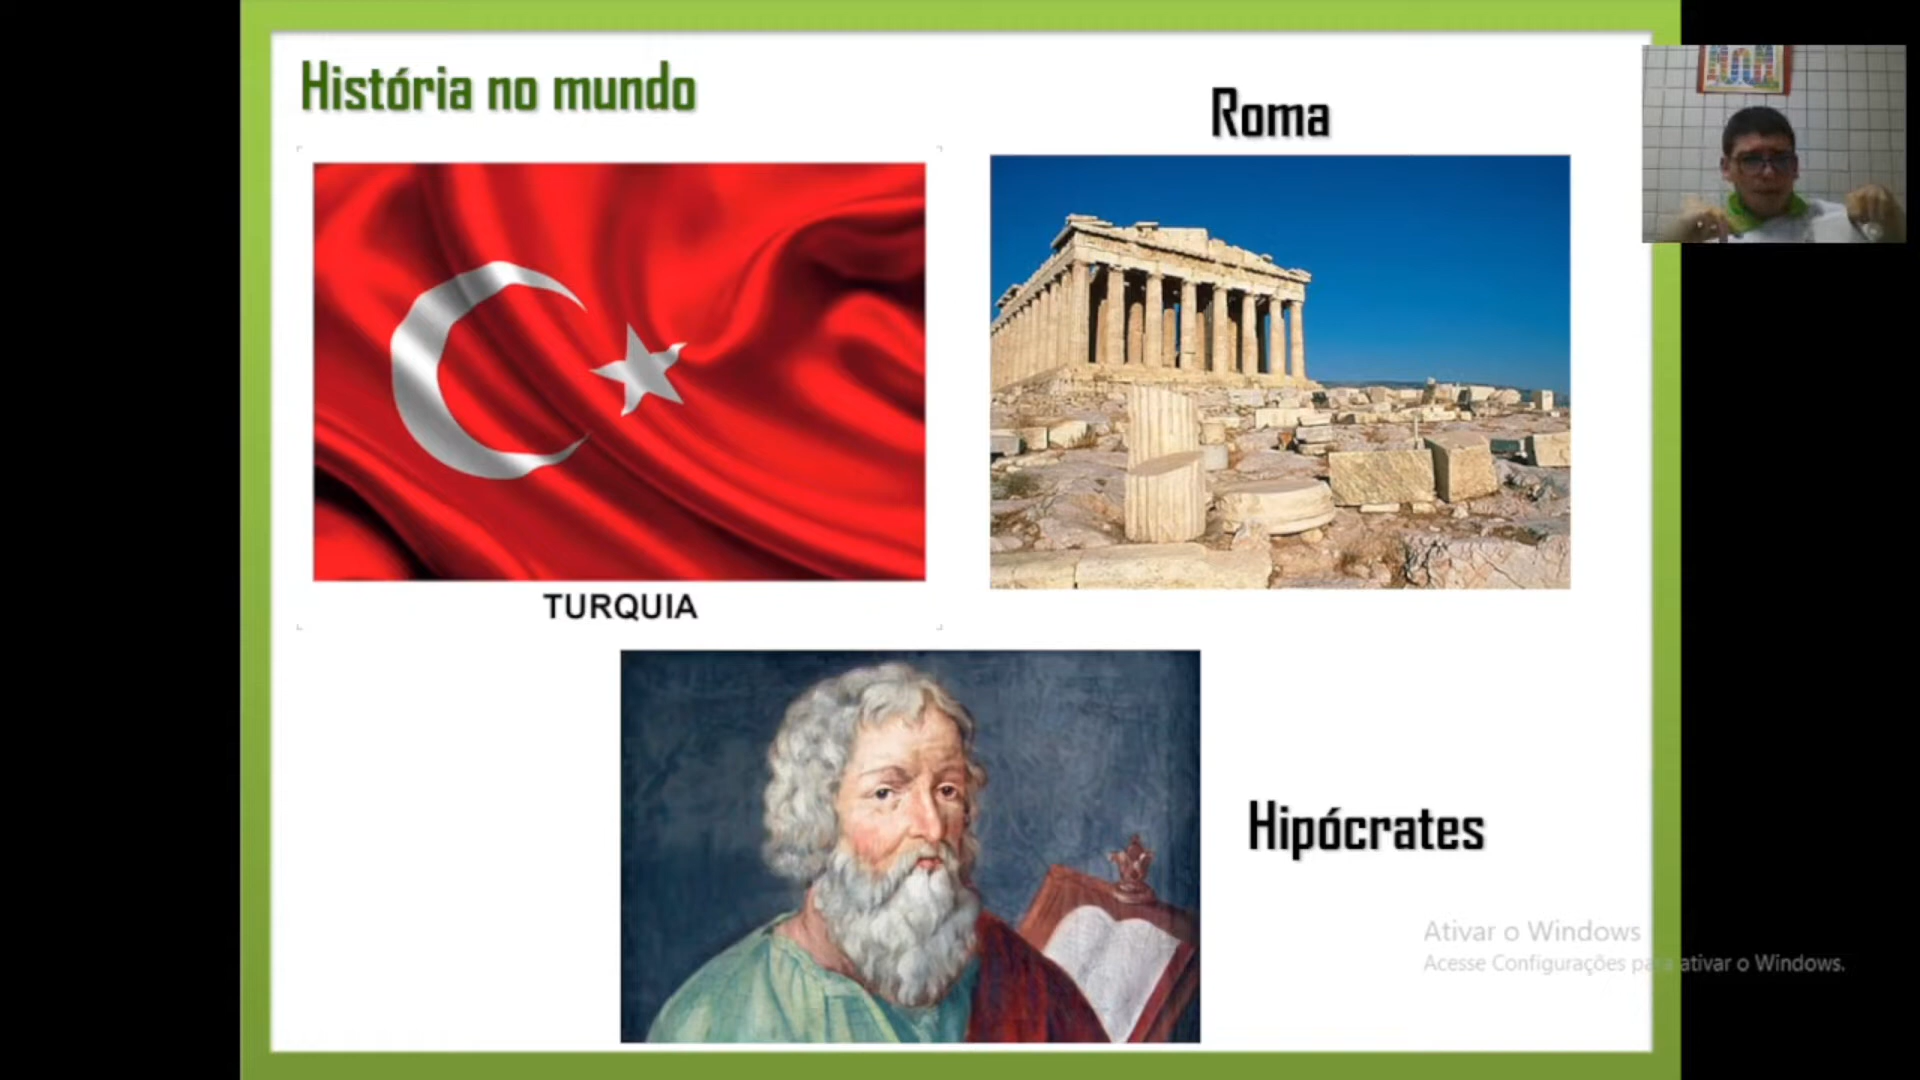 História no mundo
Roma
TURQUIA
Hipócrates
Ativar o Windows
Acesse Configurações para ativar o Windows.